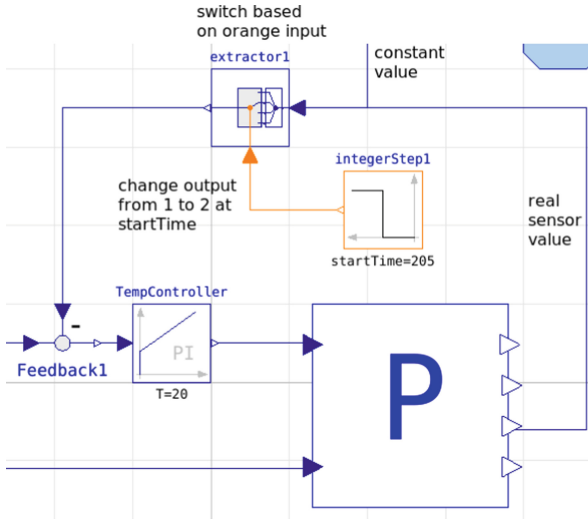 switch based
on orange input
extractor1
constant
value
integerStep1
change output
from 1 to 2 at
startTime
real
sensor
value
startTime=205
TempController
-
PI
P
Feedback1
T=20